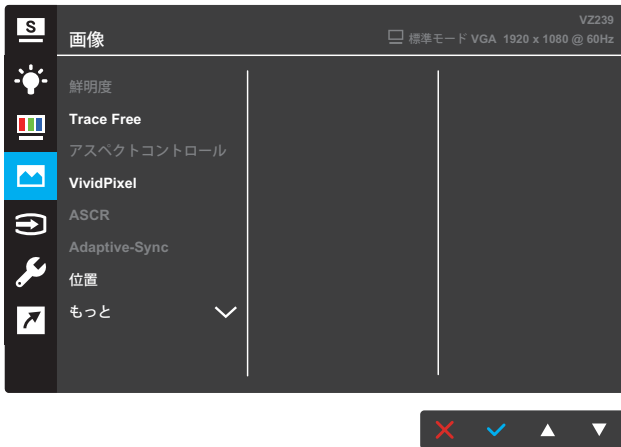 S
VZ239
画像
標準モード VGA 1920 x 1080 @ 60Hz
鮮明度
Trace Free
アスペクトコントロール
VividPixel
ASCR
Adaptive-Sync
位置
もっと